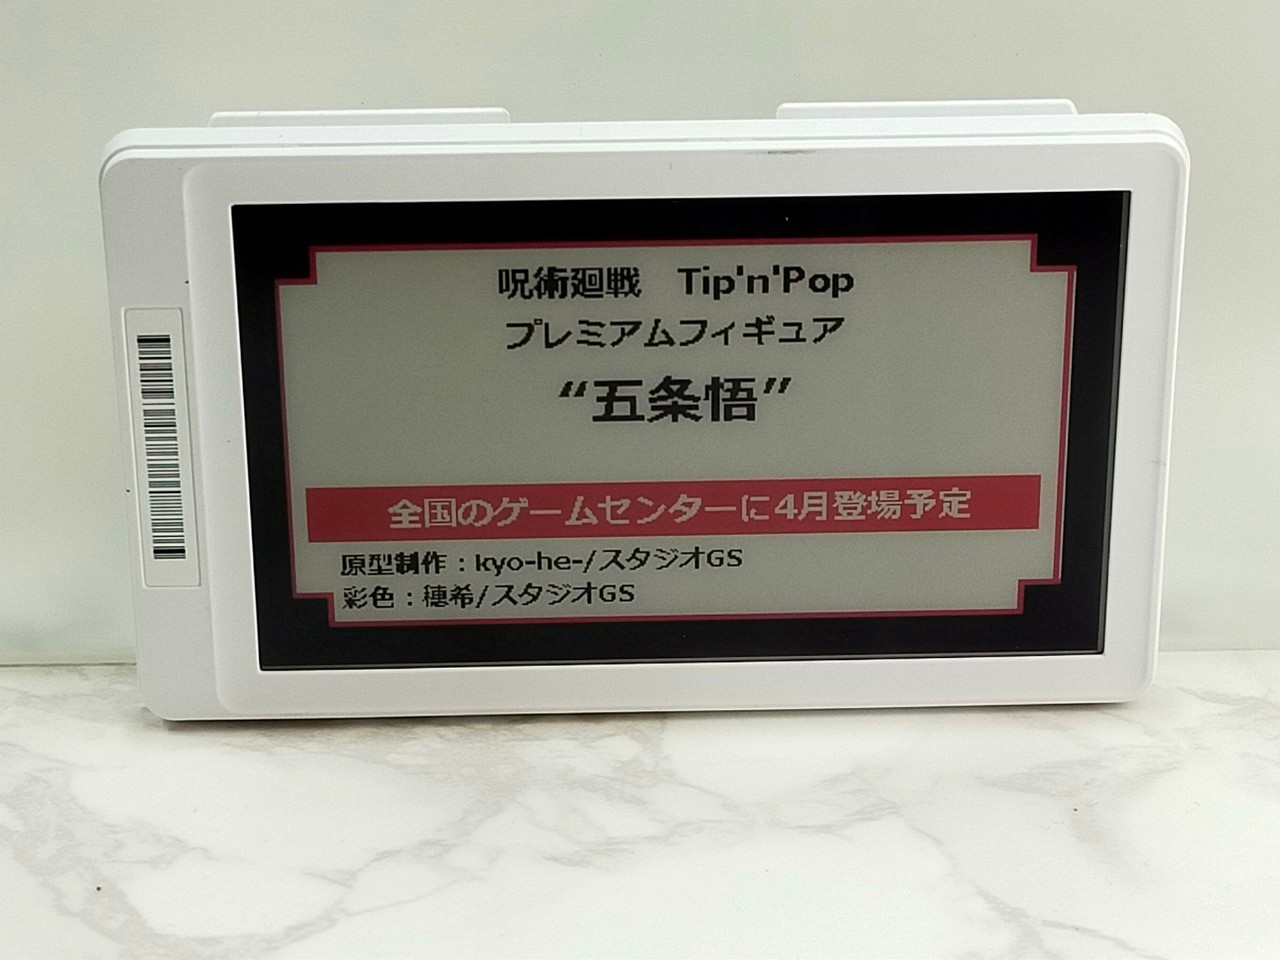 呪術廻戦　Tip'n'Pop
プレミアムフィギュア
“五条悟”
全国のゲームセンターに4月登場予定
原型制作：kyo-he-/スタジオGS
彩色：穂希/スタジオGS